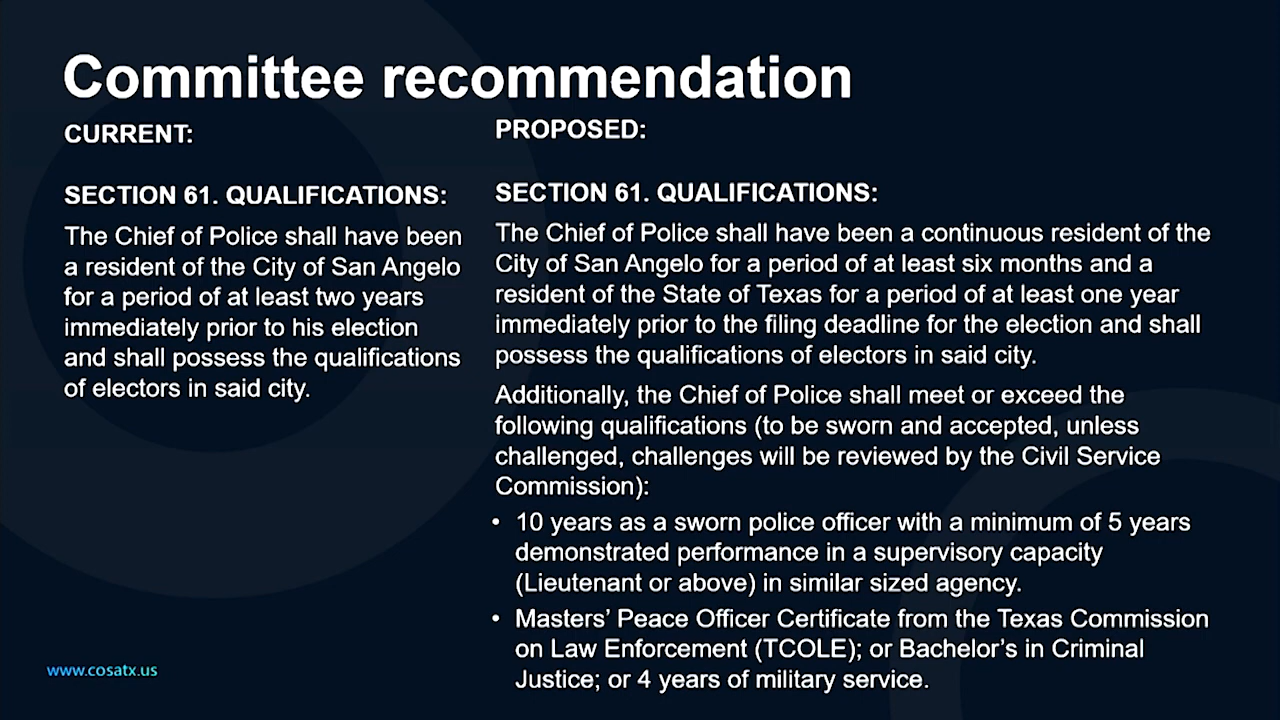 Committee recommendation
CURRENT:
SECTION 61. QUALIFICATIONS:
The Chief of Police shall have been
a resident of the City of San Angelo
for a period of at least two years
immediately prior to his election
and shall possess the qualifications
of electors in said city.
PROPOSED:
SECTION 61. QUALIFICATIONS:
The Chief of Police shall have been a continuous resident of the
City of San Angelo for a period of at least six months and a
resident of the State of Texas for a period of at least one year
immediately prior to the filing deadline for the election and shall
possess the qualifications of electors in said city.
Additionally, the Chief of Police shall meet or exceed the
following qualifications (to be sworn and accepted, unless
challenged, challenges will be reviewed by the Civil Service
Commission):
• 10 years as a sworn police officer with a minimum of 5 years
demonstrated performance in a supervisory capacity
(Lieutenant or above) in similar sized agency.
• Masters' Peace Officer Certificate from the Texas Commission
on Law Enforcement (TCOLE); or Bachelor's in Criminal
Justice; or 4 years of military service.
www.cosatx.us